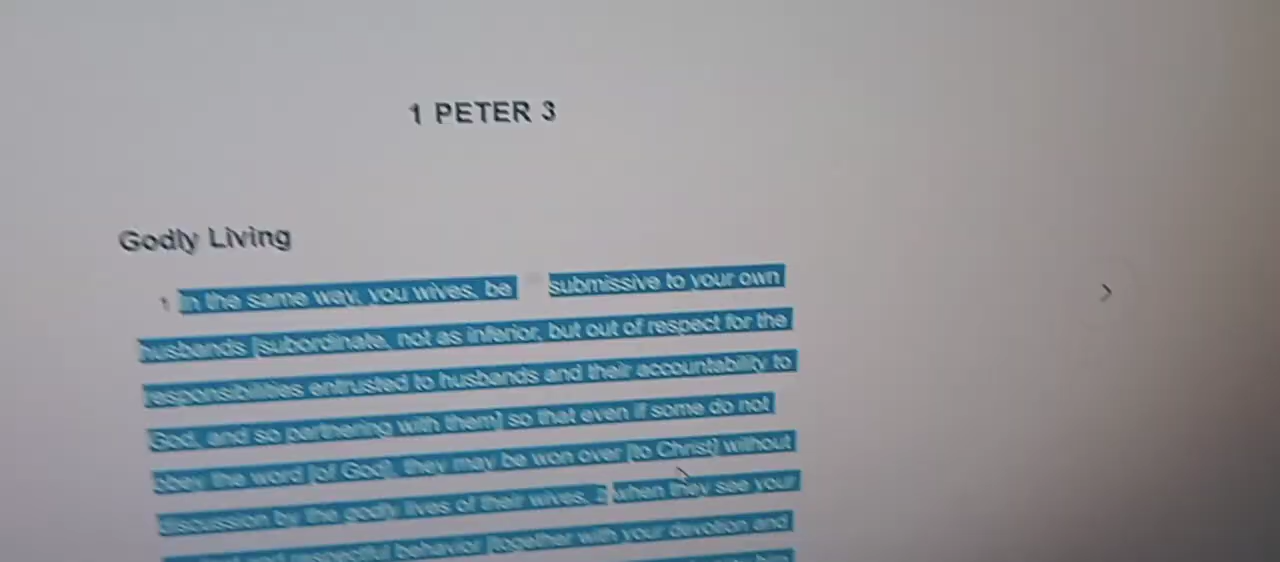 1 PETER 3
Godly Living
1 In the same way, you wives, be submissive to your own
husbands [subordinate, not as inferior, but out of respect for the
responsibilities entrusted to husbands and their accountability to
God, and so partnering with them] so that even if some do not
obey the word [of God], they may be won over [to Christ] without
discussion by the godly lives of their wives, 2 when they see your
and respectful behavior [together with your devotion and